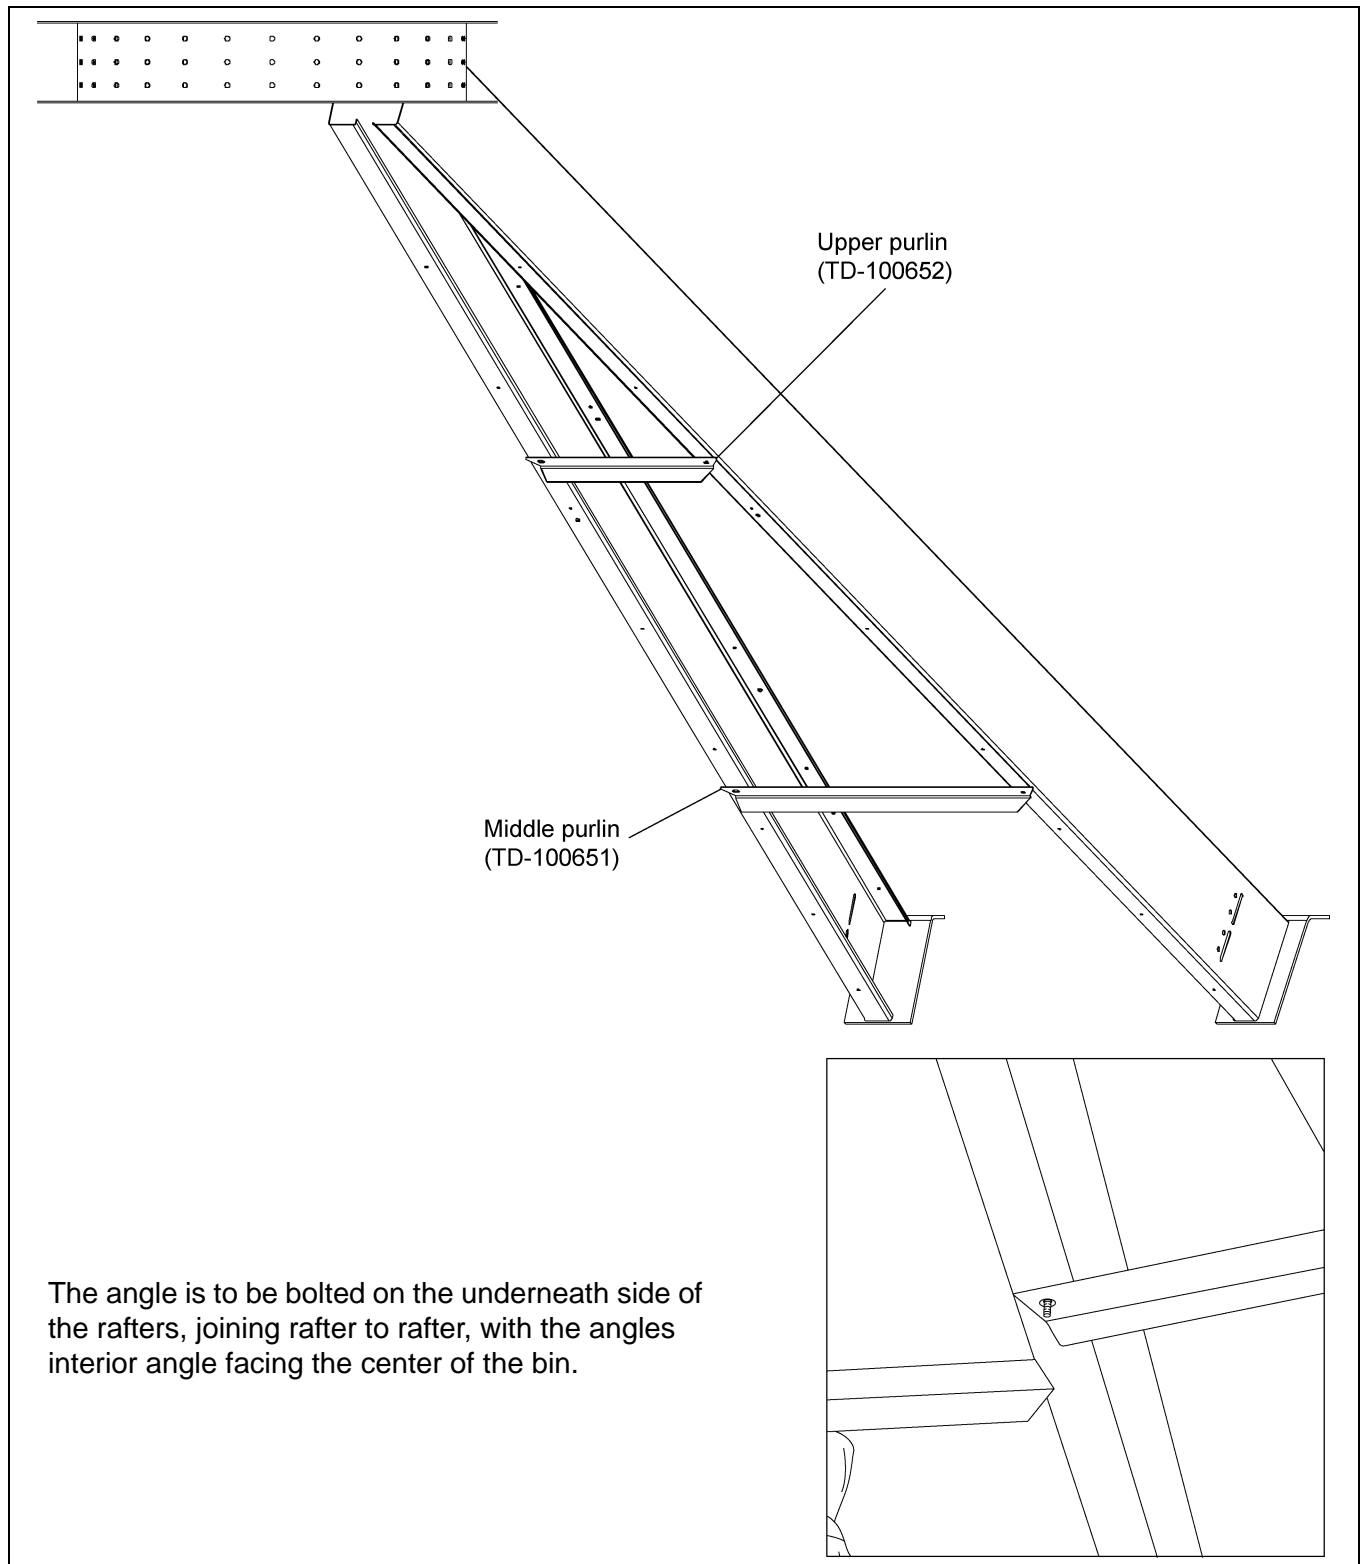 Upper purlin
(TD-100652)
Middle purlin
(TD-100651)
The angle is to be bolted on the underneath side of
the rafters, joining rafter to rafter, with the angles
interior angle facing the center of the bin.